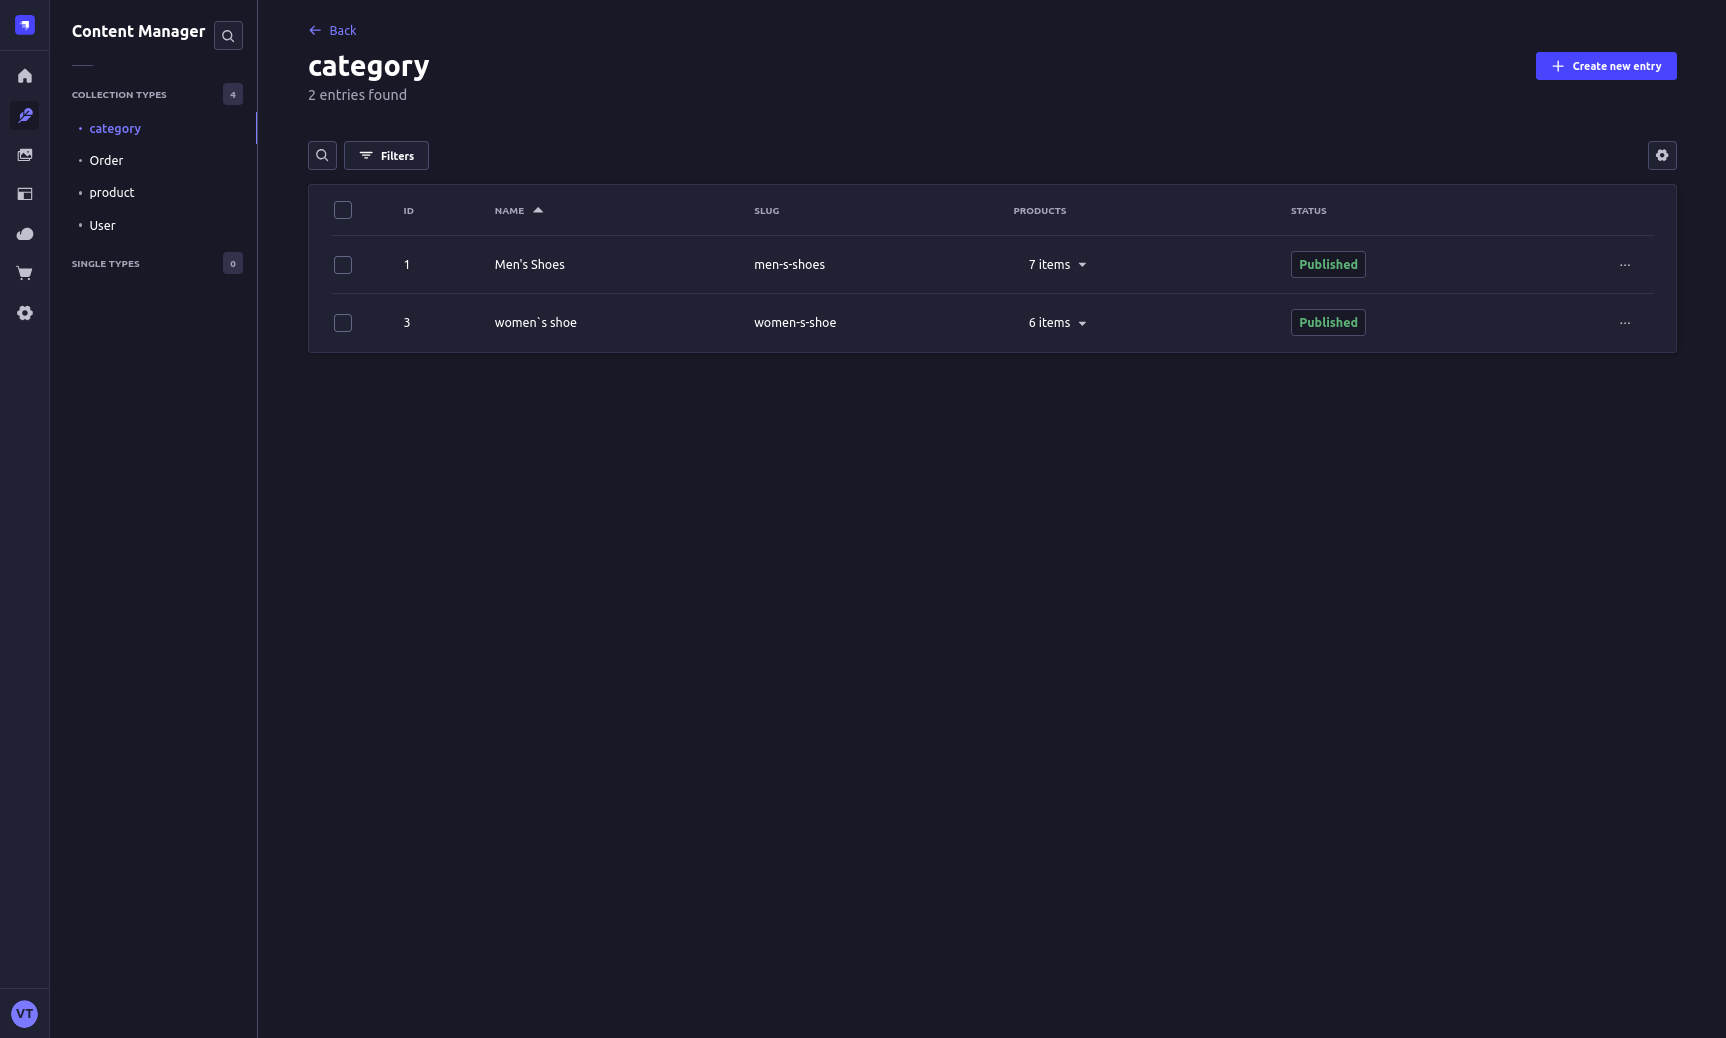 Content Manager
COLLECTION TYPES 4
category
Order
product
User
SINGLE TYPES 0
VT
Back
category
2 entries found
Create new entry
Filters
ID NAME SLUG PRODUCTS STATUS
1 Men's Shoes men-s-shoes 7 items Published
3 women`s shoe women-s-shoe 6 items Published